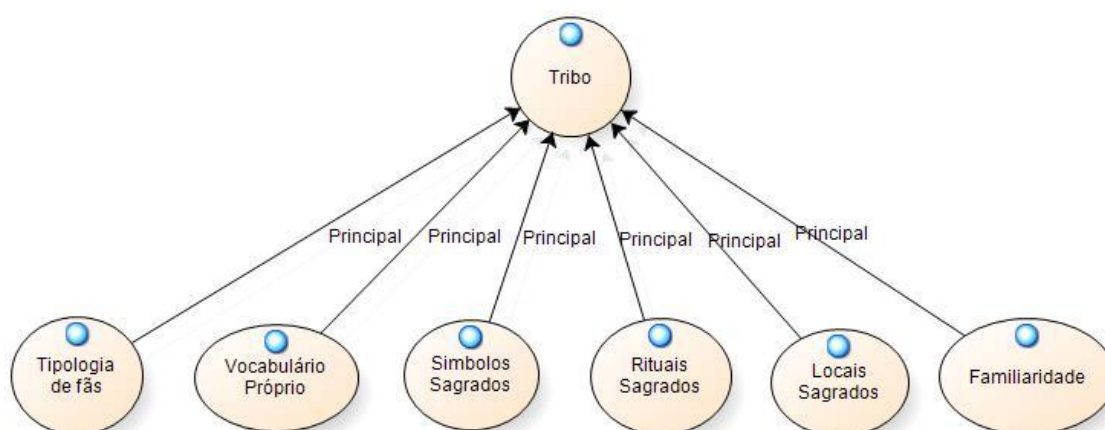 Tribo
Principal
Principal
Principal
Principal
Principal
Principal
Tipologia
de fãs
Vocabulário
Próprio
Simbolos
Sagrados
Rituais
Sagrados
Locais
Sagrados
Familiaridade